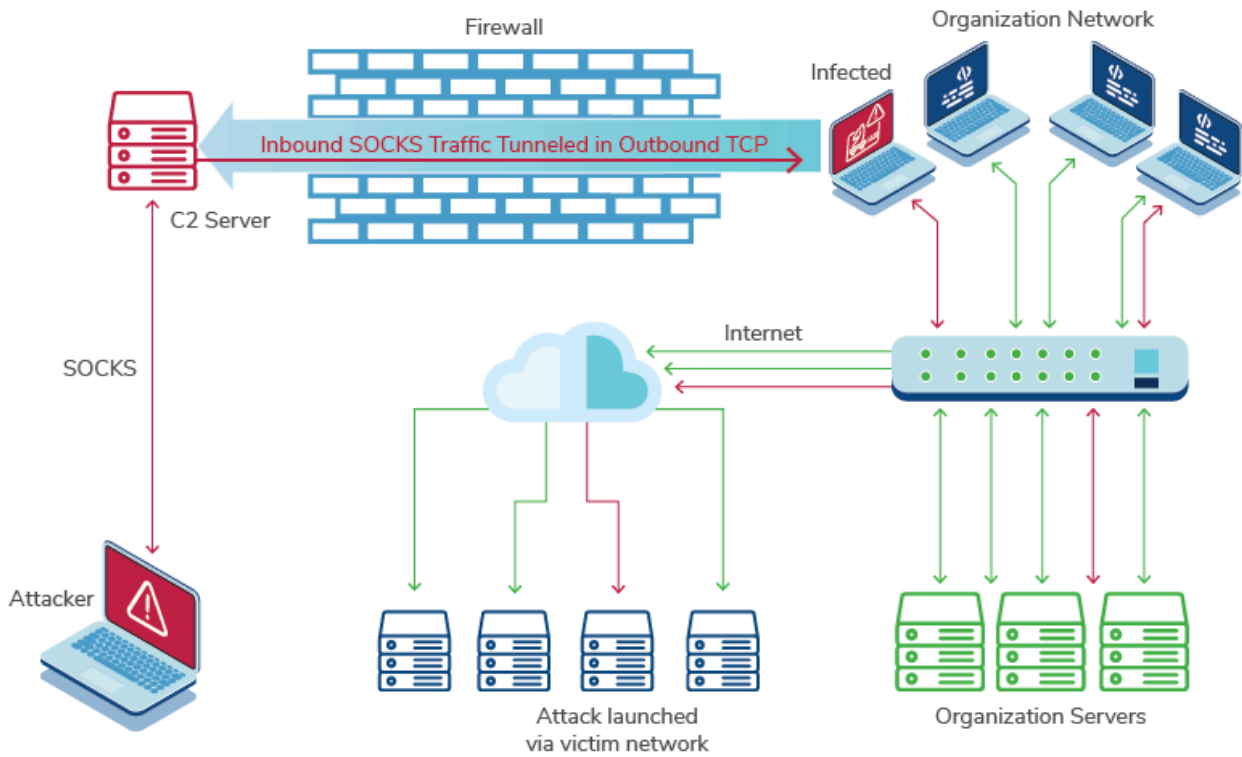 Firewall
Organization Network
Infected
Inbound SOCKS Traffic Tunneled in Outbound TCP
C2 Server
Internet
SOCKS
Attacker
Attack launched
via victim network
Organization Servers